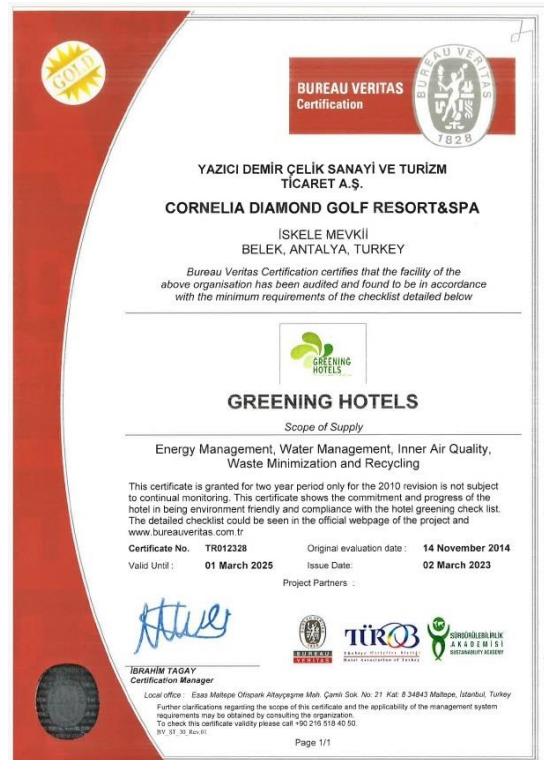 GOLD
BUREAU VERITAS
Certification
BUREAU VERITAS
1828
YAZICI DEMİR ÇELİK SANAYİ VE TURİZM
TİCARET A.Ş.
CORNELIA DIAMOND GOLF RESORT&SPA
İSKELE MEVKİİ
BELEK, ANTALYA, TURKEY
Bureau Veritas Certification certifies that the facility of the
above organisation has been audited and found to be in accordance
with the minimum requirements of the checklist detailed below
GREENING
HOTELS
GREENING HOTELS
Scope of Supply
Energy Management, Water Management, Inner Air Quality,
Waste Minimization and Recycling
This certificate is granted for two year period only for the 2010 revision is not subject
to continual monitoring. This certificate shows the commitment and progress of the
hotel in being environment friendly and compliance with the hotel greening check list.
The detailed checklist could be seen in the official webpage of the project and
www.bureauveritas.com.tr
Certificate No. TR012328 Original evaluation date : 14 November 2014
Valid Until : 01 March 2025 Issue Date: 02 March 2023
Project Partners :
BUREAU
VERITAS
TÜROB
Türkiye Otelciler Birliği
Hotel Association of Turkey
SÜRDÜRÜLEBİLİRLİK
AKADEMİSİ
SUSTAINABILITY ACADEMY
İBRAHİM TAGAY
Certification Manager
Local office : Esas Maltepe Ofispark Altayçeşme Mah. Çamlı Sok. No: 21 Kat: 8 34843 Maltepe, İstanbul, Turkey
Further clarifications regarding the scope of this certificate and the applicability of the management system
requirements may be obtained by consulting the organization.
To check this certificate validity please call +90 216 518 40 50.
BV_ST_30_Rev.01
Page 1/1